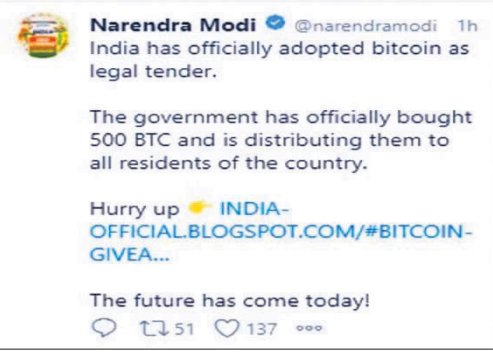 Narendra Modi @narendramodi 1h
India has officially adopted bitcoin as
legal tender.
The government has officially bought
500 BTC and is distributing them to
all residents of the country.
Hurry up 👉 INDIA-
OFFICIAL.BLOGSPOT.COM/#BITCOIN-
GIVEA...
The future has come today!
51 137